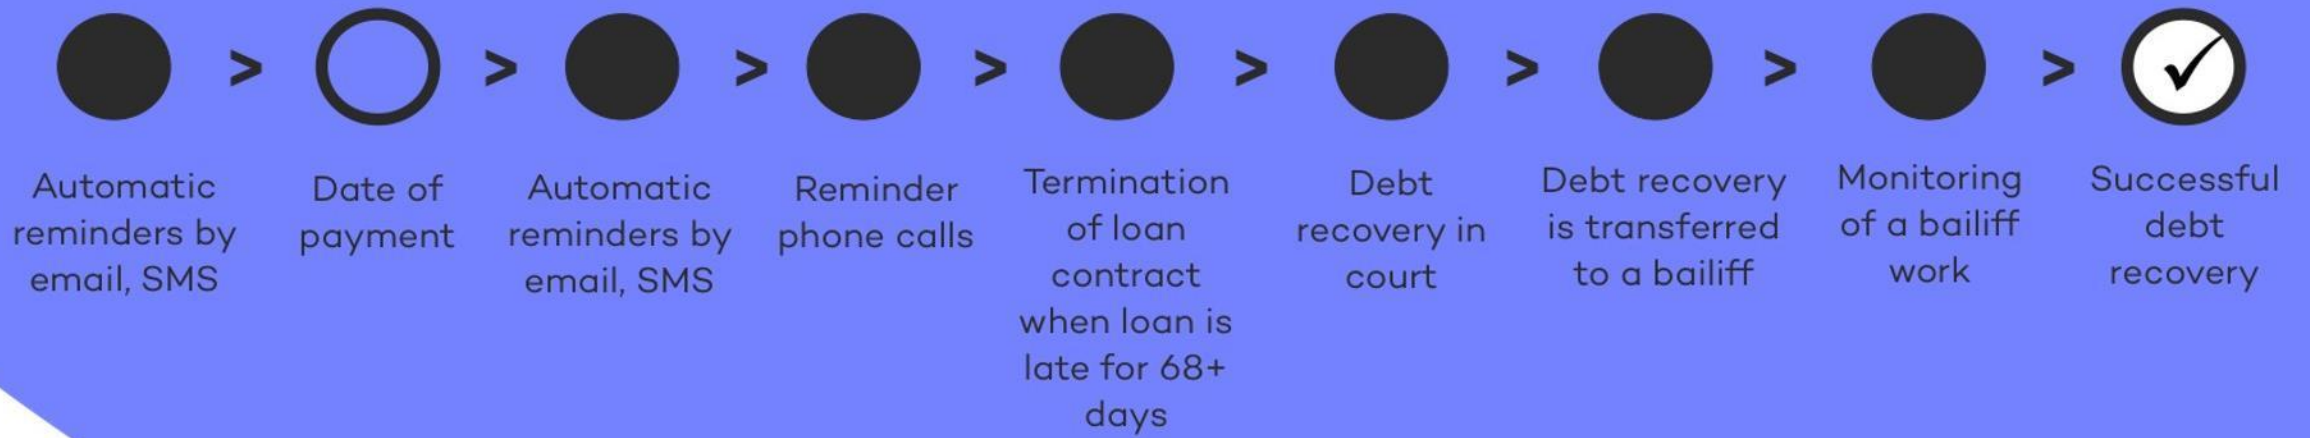 > > > > > > > >
Automatic
reminders by
email, SMS
Date of
payment
Automatic
reminders by
email, SMS
Reminder
phone calls
Termination
of loan
contract
when loan is
late for 68+
days
Debt
recovery in
court
Debt recovery
is transferred
to a bailiff
Monitoring
of a bailiff
work
Successful
debt
recovery